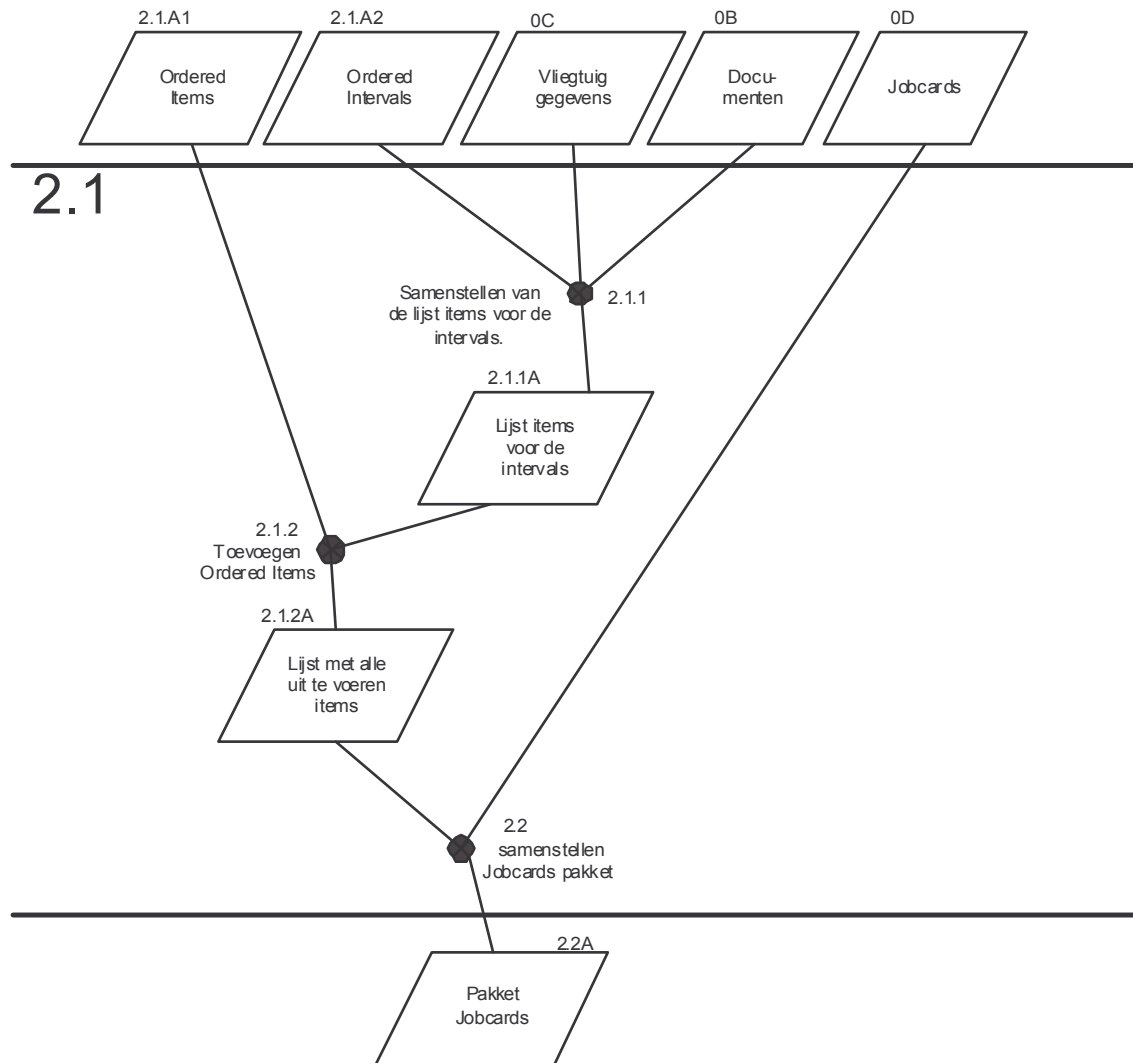 2.1.A1
2.1.A2
0C
0B
0D
Ordered
Items
Ordered
Intervals
Vliegtuig
gegevens
Docu-
menten
Jobcards
2.1
Samenstellen van
de lijst items voor de
intervals.
2.1.1
2.1.1A
Lijst items
voor de
intervals
2.1.2
Toevoegen
Ordered Items
2.1.2A
Lijst met alle
uit te voeren
items
2.2
samenstellen
Jobcards pakket
2.2A
Pakket
Jobcards